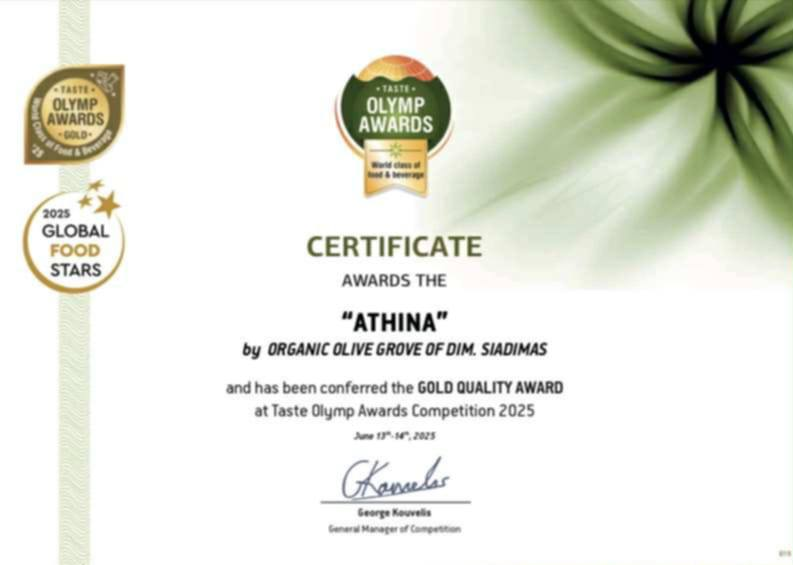 TASTE
OLYMP
AWARDS
GOLD
World Class of Food & Beverage
'25
2025
GLOBAL
FOOD
STARS
TASTE
OLYMP
AWARDS
World class of
food & beverage
CERTIFICATE
AWARDS THE
“ATHINA”
by ORGANIC OLIVE GROVE OF DIM. SIADIMAS
and has been conferred the GOLD QUALITY AWARD
at Taste Olymp Awards Competition 2025
June 13th-14th, 2025
GKouvelis
George Kouvelis
General Manager of Competition